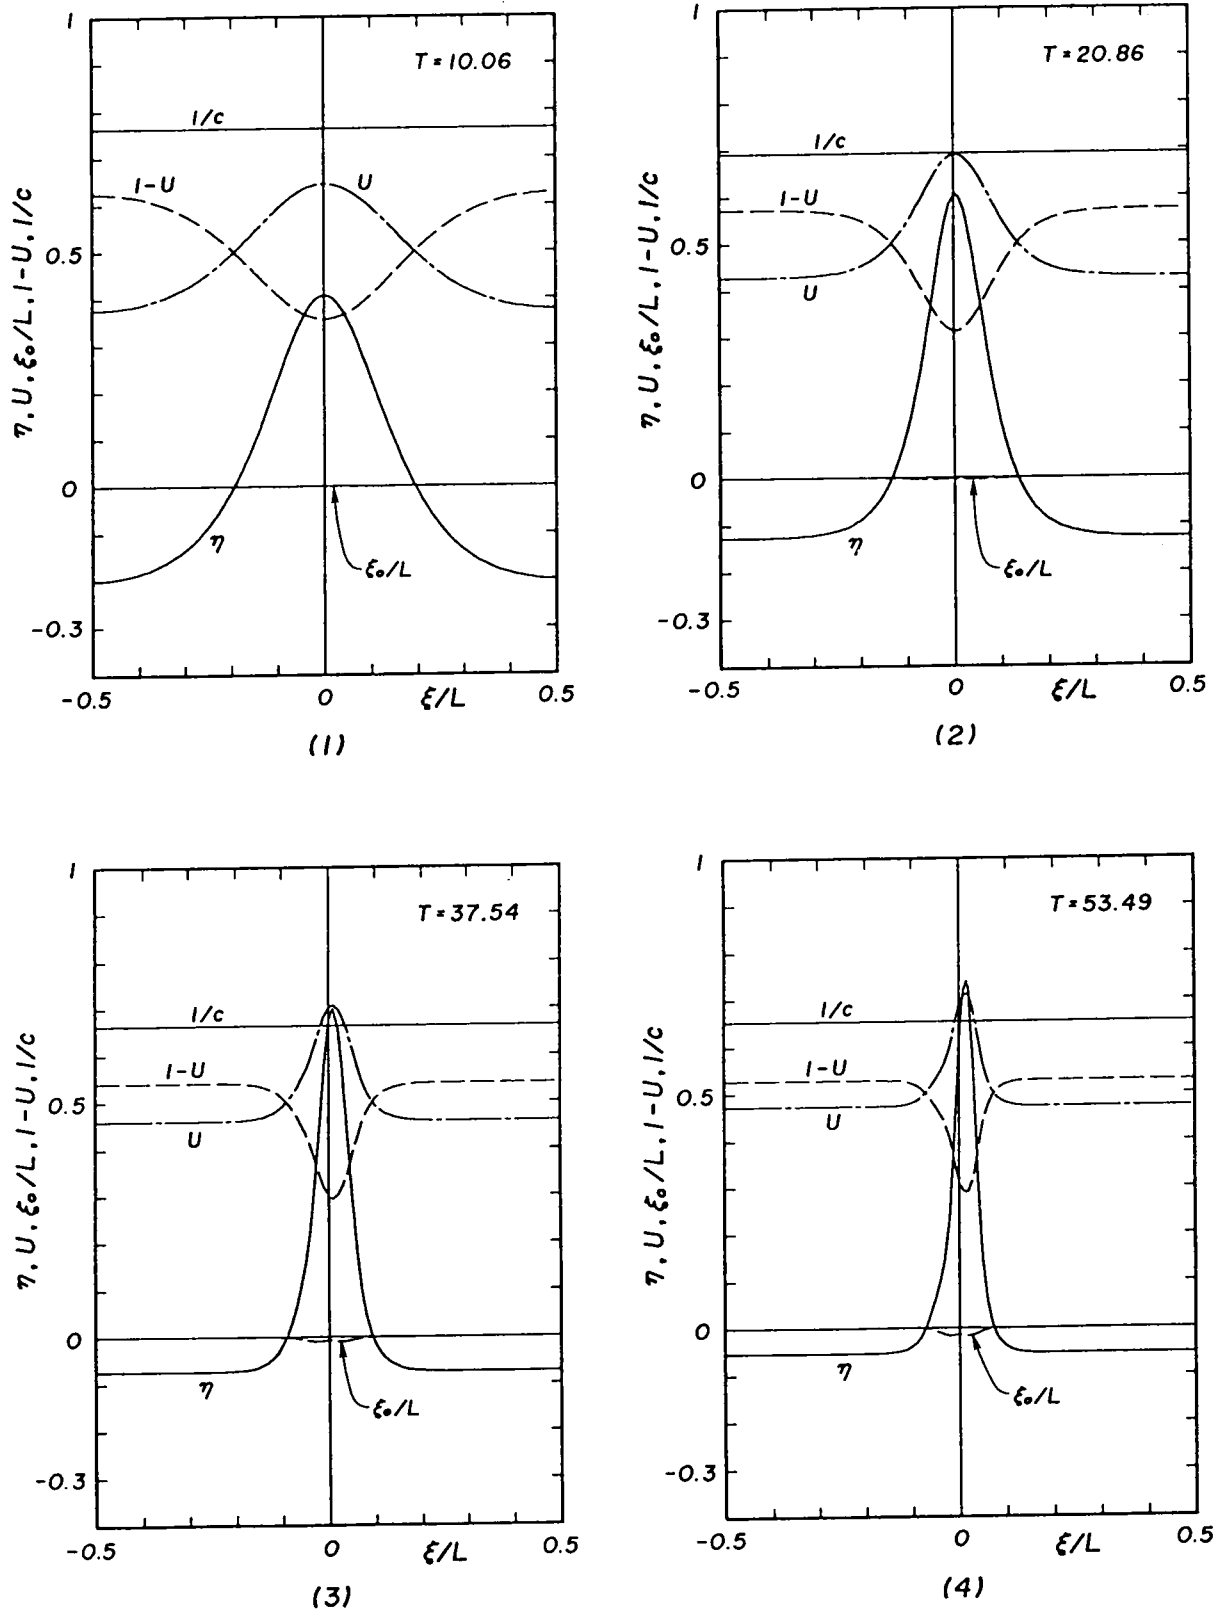 1
T=10.06
1/c
1-U
U
0.5
η, U, ξ₀/L, 1-U, 1/c
0
η
ξ₀/L
-0.3
-0.5
0
ξ/L
0.5
(1)
1
T=20.86
1/c
1-U
0.5
U
η, U, ξ₀/L, 1-U, 1/c
0
η
ξ₀/L
-0.3
-0.5
0
ξ/L
0.5
(2)
1
T=37.54
1/c
1-U
0.5
U
η, U, ξ₀/L, 1-U, 1/c
0
η
ξ₀/L
-0.3
-0.5
0
ξ/L
0.5
(3)
1
T=53.49
1/c
1-U
0.5
U
η, U, ξ₀/L, 1-U, 1/c
0
η
ξ₀/L
-0.3
-0.5
0
ξ/L
0.5
(4)